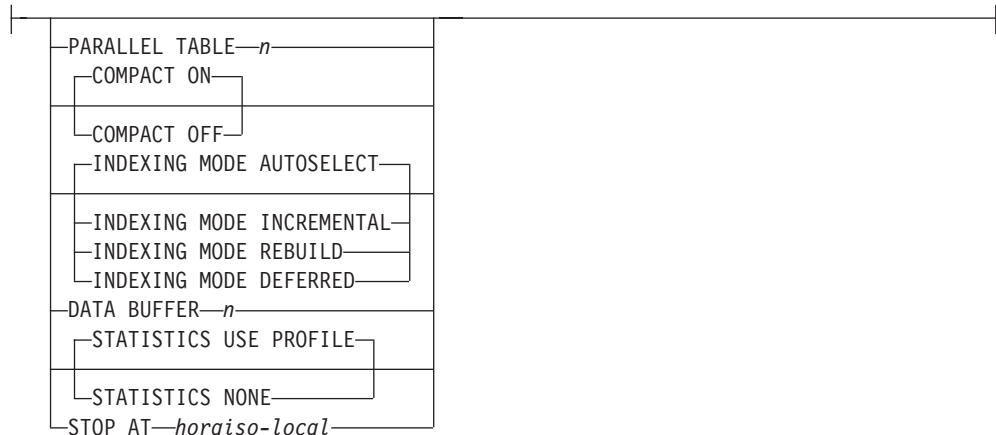 PARALLEL TABLE n
COMPACT ON
COMPACT OFF
INDEXING MODE AUTOSELECT
INDEXING MODE INCREMENTAL
INDEXING MODE REBUILD
INDEXING MODE DEFERRED
DATA BUFFER n
STATISTICS USE PROFILE
STATISTICS NONE
STOP AT horaiso-local